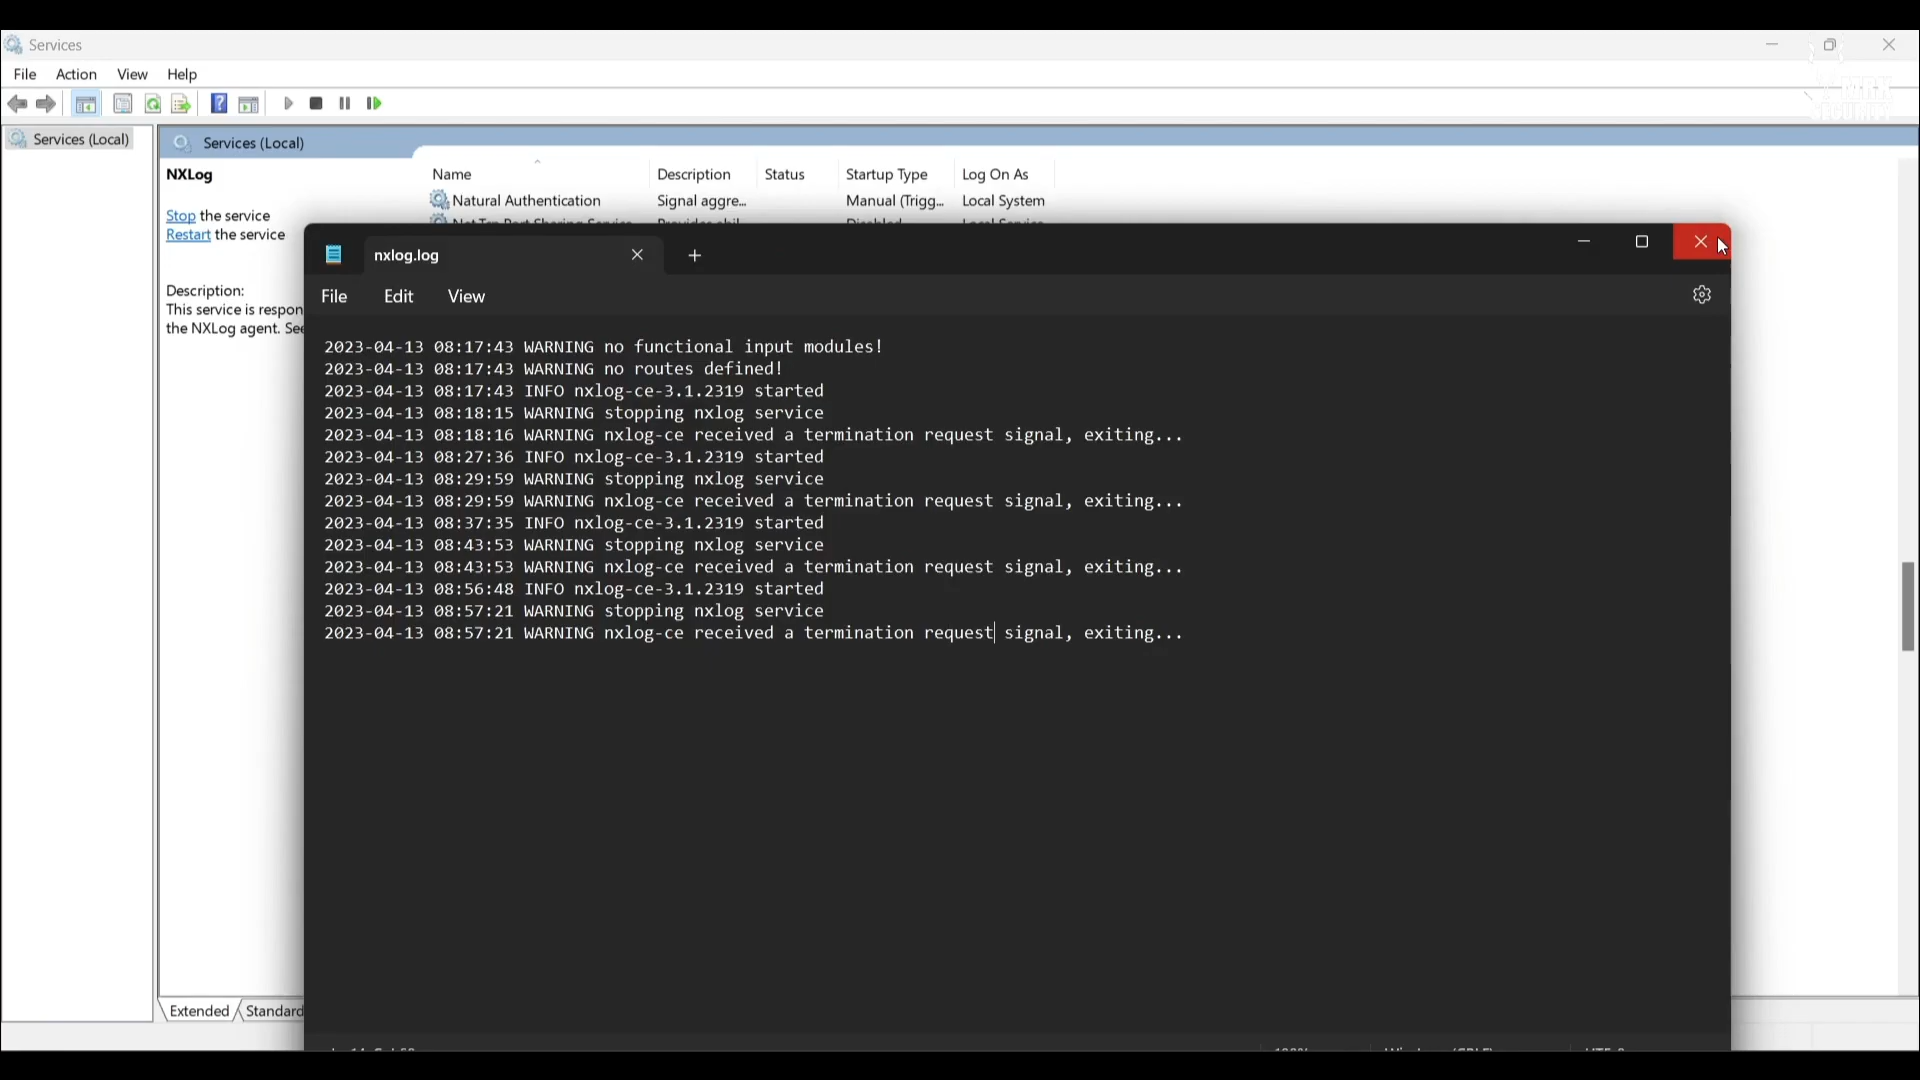 Services
File Action View Help
Services (Local)
Services (Local)
NXLog
Stop the service
Restart the service
Description:
This service is respon
the NXLog agent. See
Name Description Status Startup Type Log On As
Natural Authentication Signal aggre... Manual (Trigg... Local System
nxlog.log
File Edit View
2023-04-13 08:17:43 WARNING no functional input modules!
2023-04-13 08:17:43 WARNING no routes defined!
2023-04-13 08:17:43 INFO nxlog-ce-3.1.2319 started
2023-04-13 08:18:15 WARNING stopping nxlog service
2023-04-13 08:18:16 WARNING nxlog-ce received a termination request signal, exiting...
2023-04-13 08:27:36 INFO nxlog-ce-3.1.2319 started
2023-04-13 08:29:59 WARNING stopping nxlog service
2023-04-13 08:29:59 WARNING nxlog-ce received a termination request signal, exiting...
2023-04-13 08:37:35 INFO nxlog-ce-3.1.2319 started
2023-04-13 08:43:53 WARNING stopping nxlog service
2023-04-13 08:43:53 WARNING nxlog-ce received a termination request signal, exiting...
2023-04-13 08:56:48 INFO nxlog-ce-3.1.2319 started
2023-04-13 08:57:21 WARNING stopping nxlog service
2023-04-13 08:57:21 WARNING nxlog-ce received a termination request signal, exiting...
Extended Standard